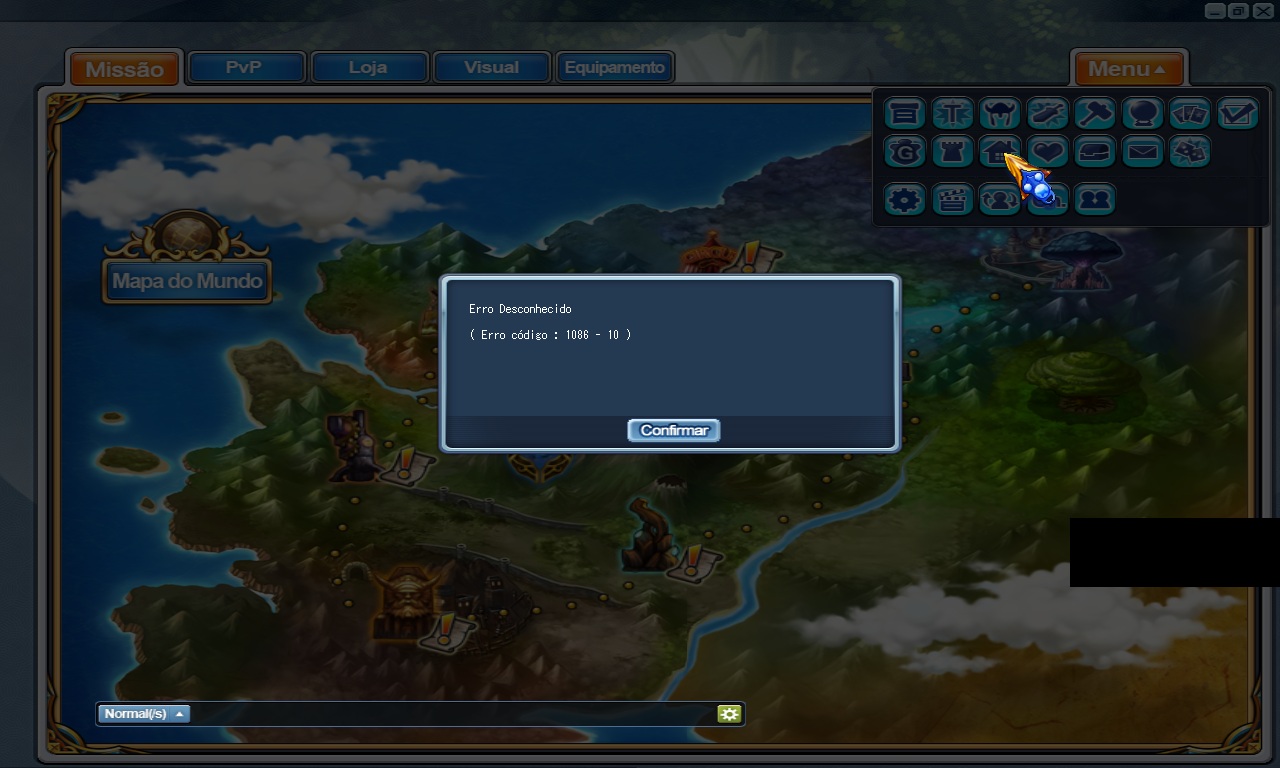 Missão
PvP
Loja
Visual
Equipamento
Menu
Mapa do Mundo
Erro Desconhecido
( Erro código : 1086 - 10 )
Confirmar
Normal(/s)